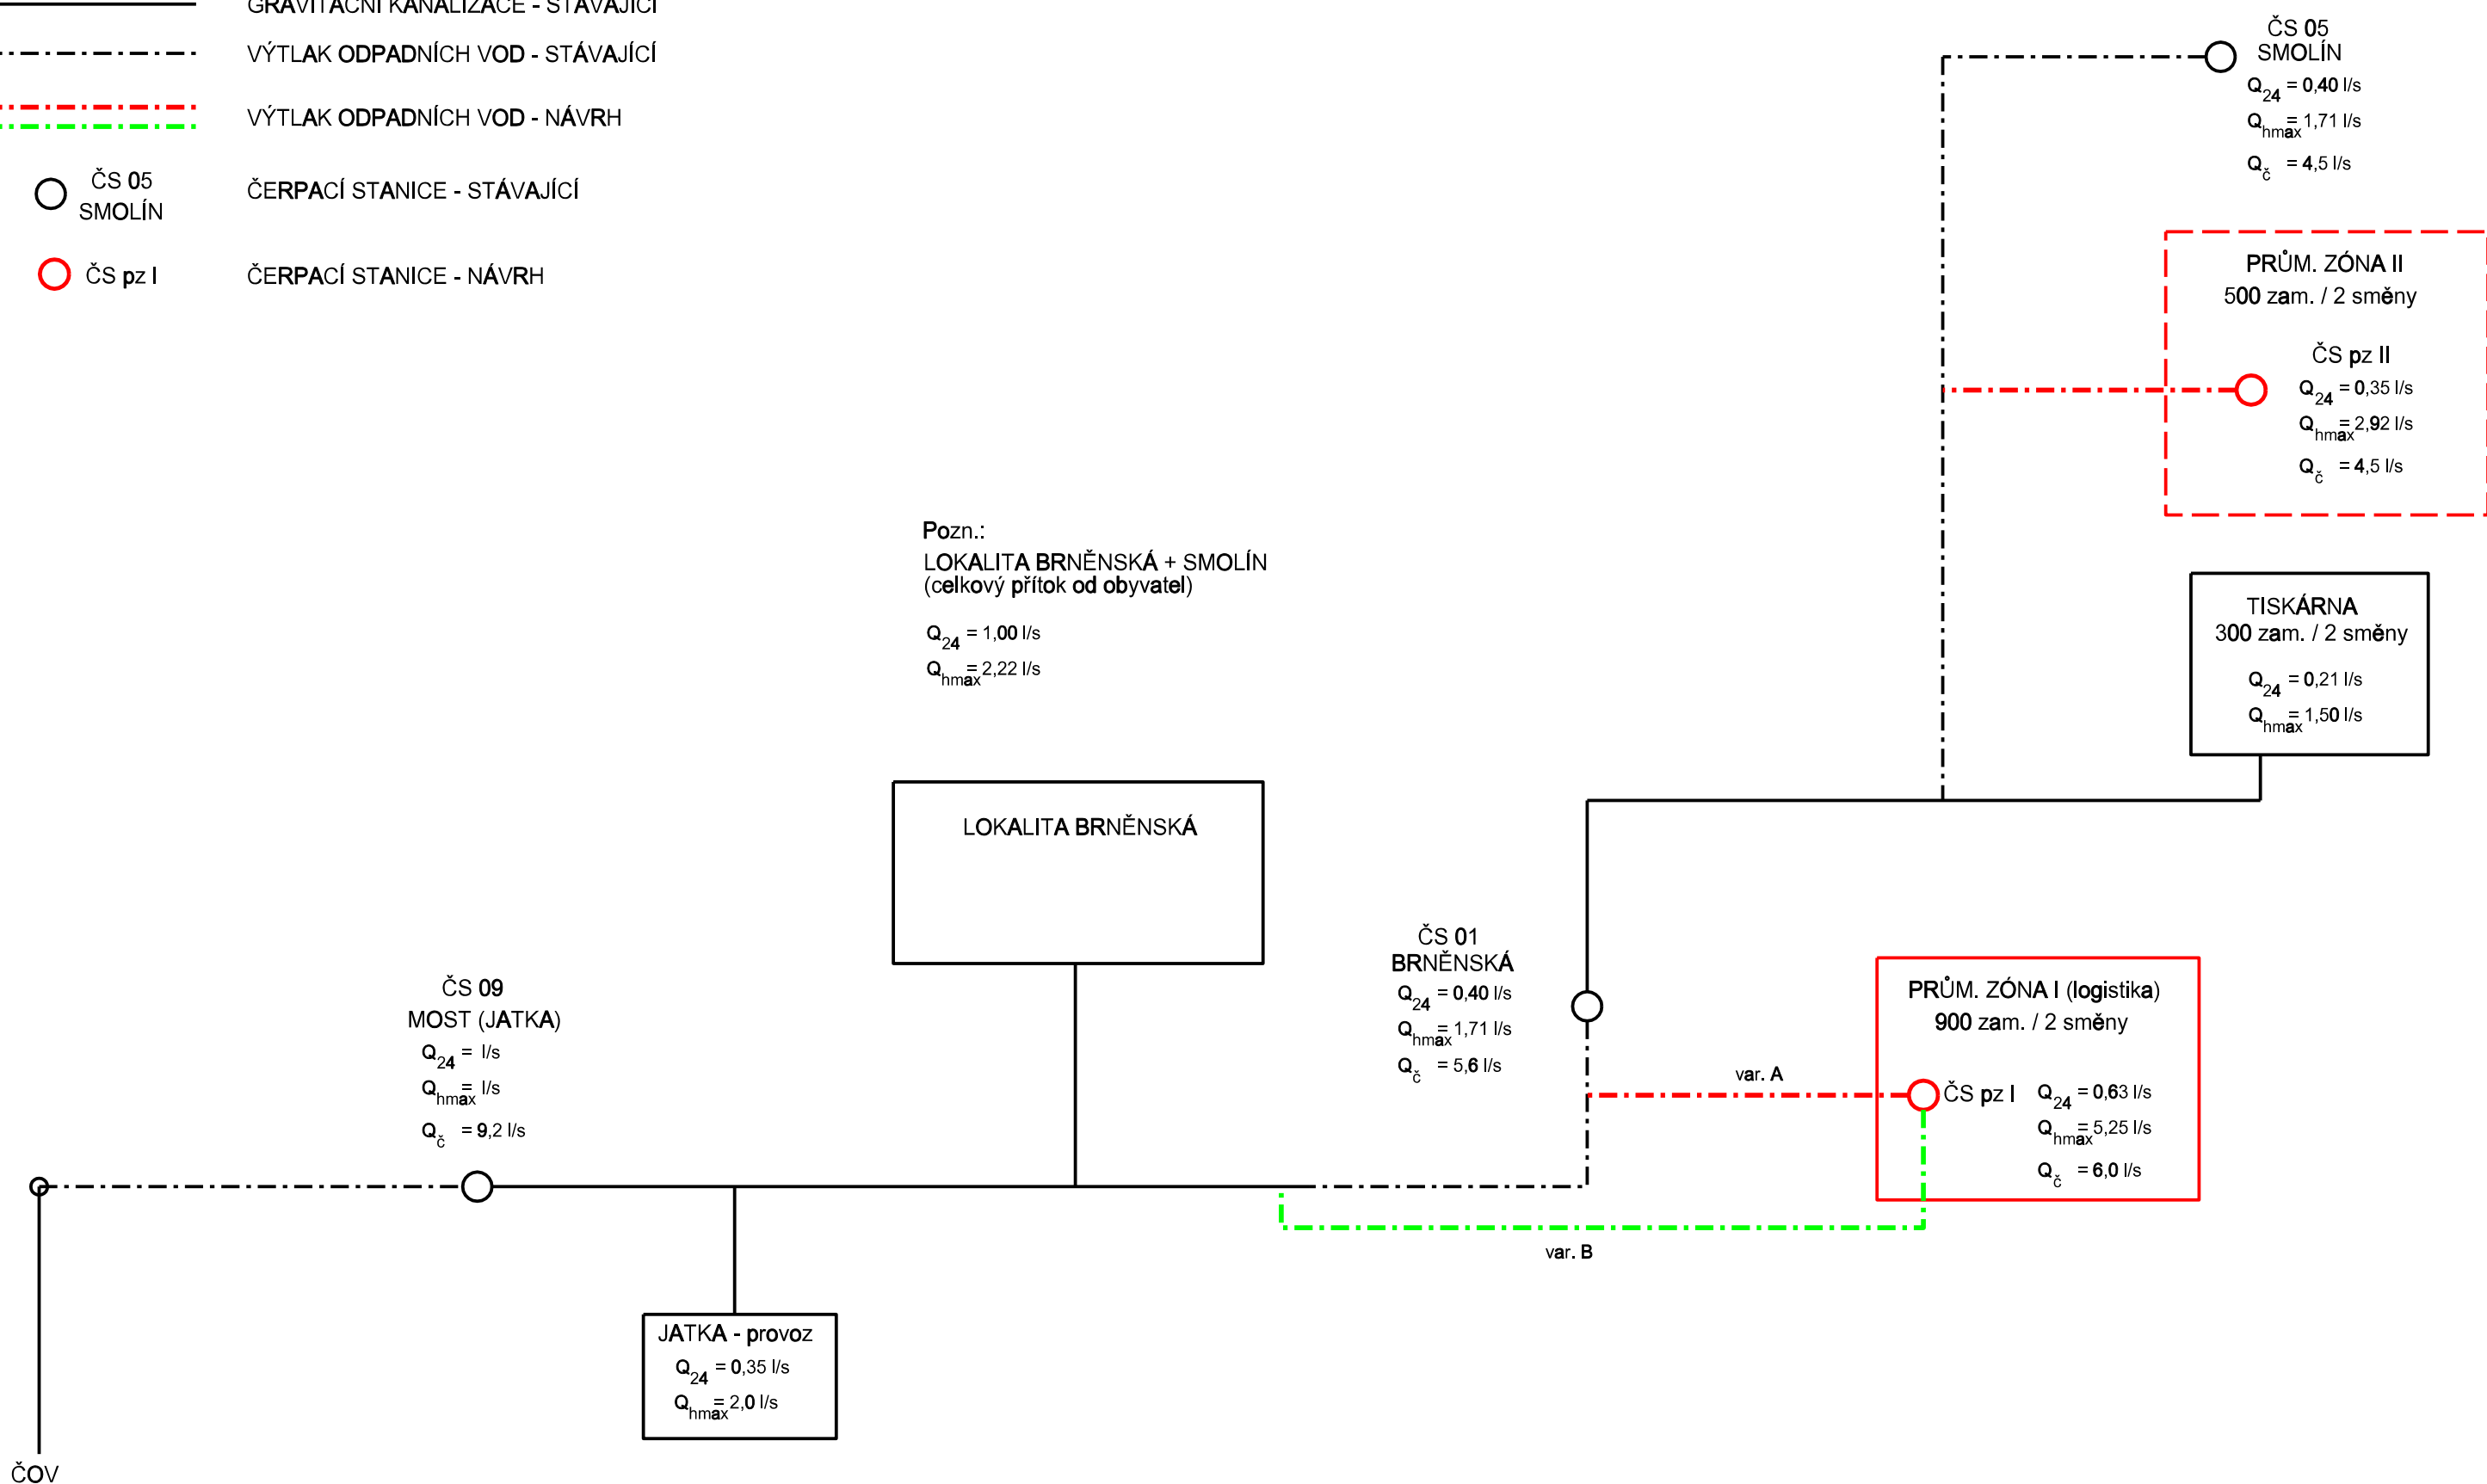 GRAVITAČNÍ KANALIZACE - STÁVAJÍCÍ
VÝTLAK ODPADNÍCH VOD - STÁVAJÍCÍ
VÝTLAK ODPADNÍCH VOD - NÁVRH
ČS 05
SMOLÍN
ČERPACÍ STANICE - STÁVAJÍCÍ
ČS pz I
ČERPACÍ STANICE - NÁVRH
ČS 05
SMOLÍN
Q24 = 0,40 l/s
Qhmax = 1,71 l/s
Qč = 4,5 l/s
PRŮM. ZÓNA II
500 zam. / 2 směny
ČS pz II
Q24 = 0,35 l/s
Qhmax = 2,92 l/s
Qč = 4,5 l/s
Pozn.:
LOKALITA BRNĚNSKÁ + SMOLÍN
(celkový přítok od obyvatel)
Q24 = 1,00 l/s
Qhmax = 2,22 l/s
TISKÁRNA
300 zam. / 2 směny
Q24 = 0,21 l/s
Qhmax = 1,50 l/s
LOKALITA BRNĚNSKÁ
ČS 01
BRNĚNSKÁ
Q24 = 0,40 l/s
Qhmax = 1,71 l/s
Qč = 5,6 l/s
ČS 09
MOST (JATKA)
Q24 = l/s
Qhmax = l/s
Qč = 9,2 l/s
PRŮM. ZÓNA I (logistika)
900 zam. / 2 směny
var. A
ČS pz I
Q24 = 0,63 l/s
Qhmax = 5,25 l/s
Qč = 6,0 l/s
var. B
JATKA - provoz
Q24 = 0,35 l/s
Qhmax = 2,0 l/s
ČOV